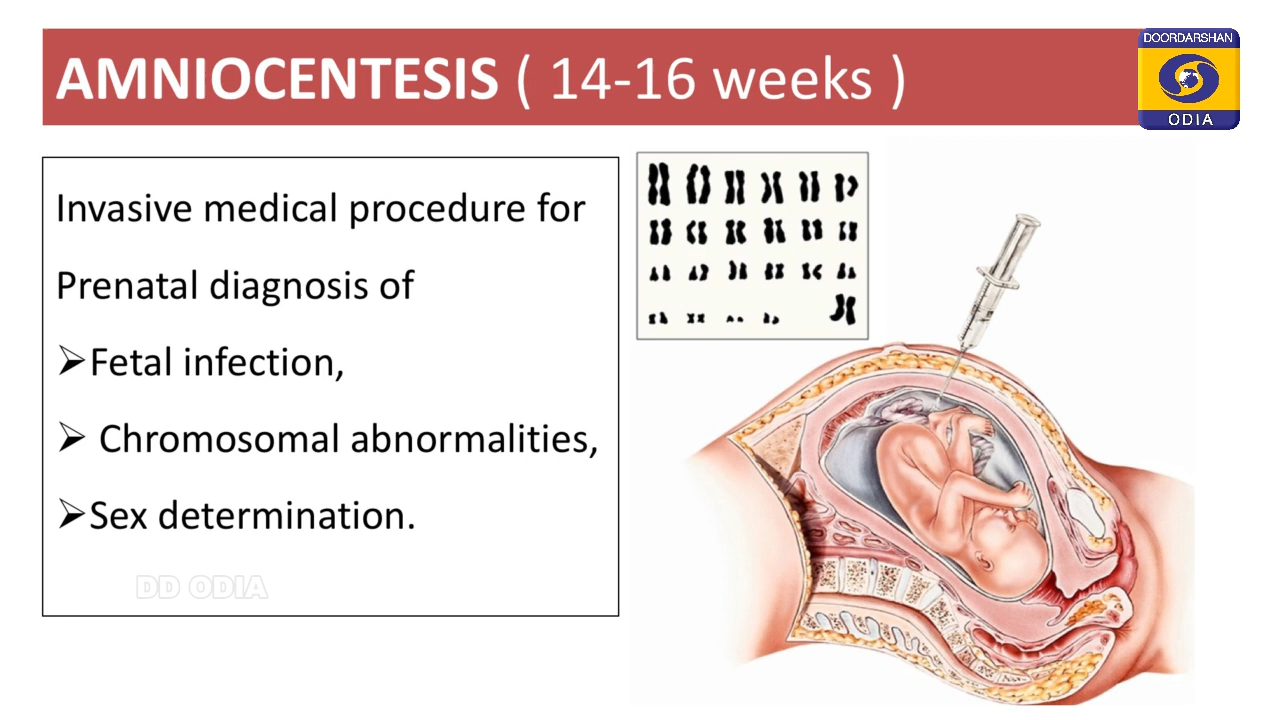 AMNIOCENTESIS ( 14-16 weeks )
DOORDARSHAN
ODIA
Invasive medical procedure for
Prenatal diagnosis of
➢Fetal infection,
➢ Chromosomal abnormalities,
➢Sex determination.
DD ODIA